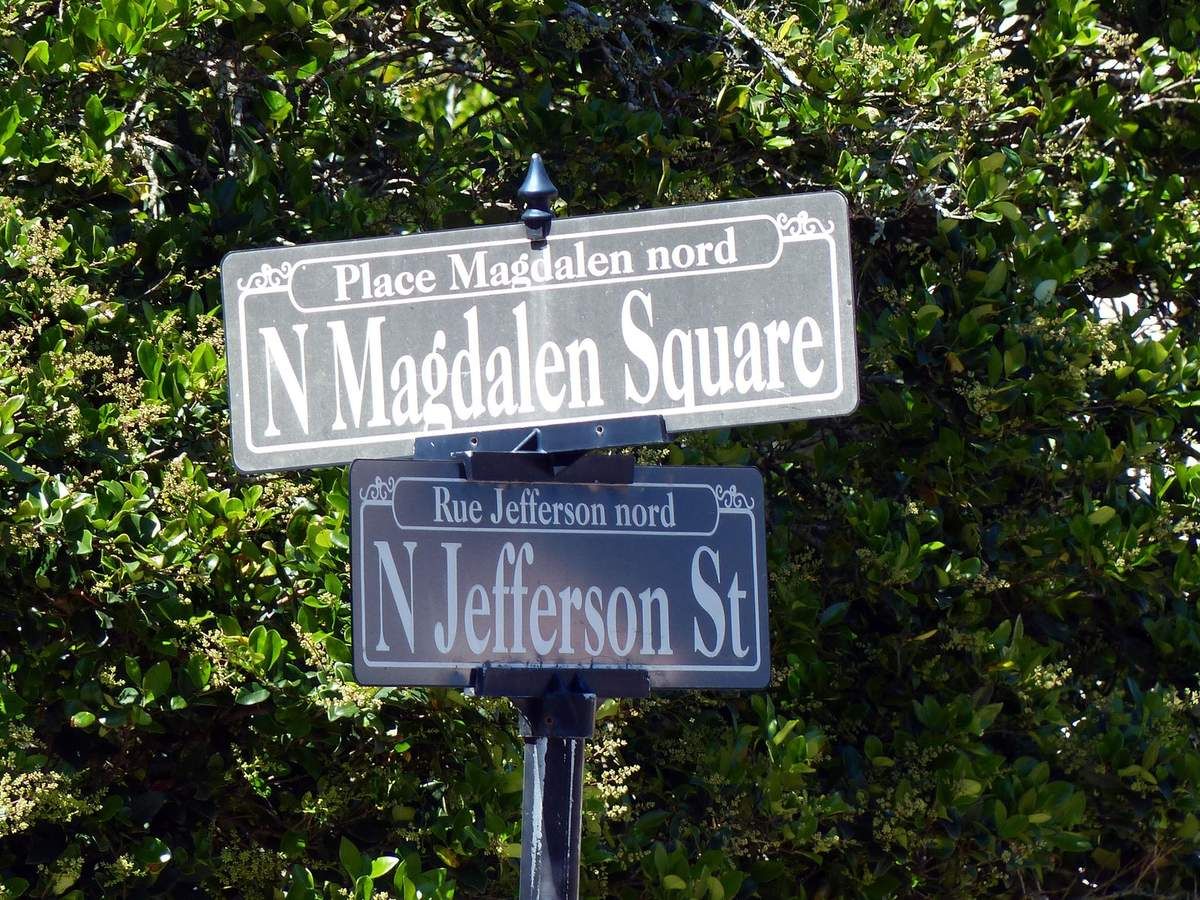 Place Magdalen nord
N Magdalen Square
Rue Jefferson nord
N Jefferson St